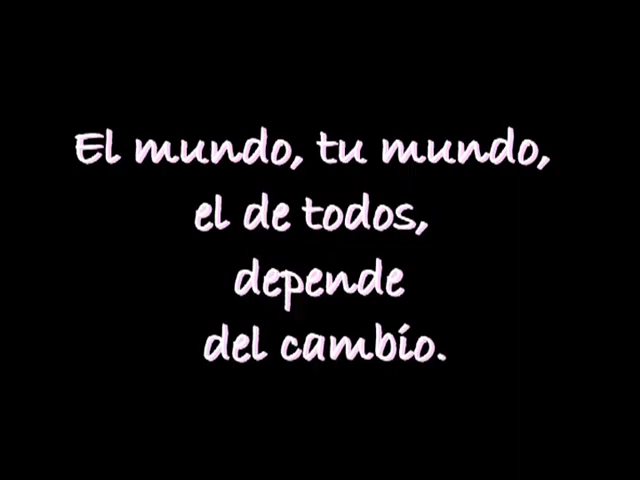 El mundo, tu mundo,
el de todos,
depende
del cambio.